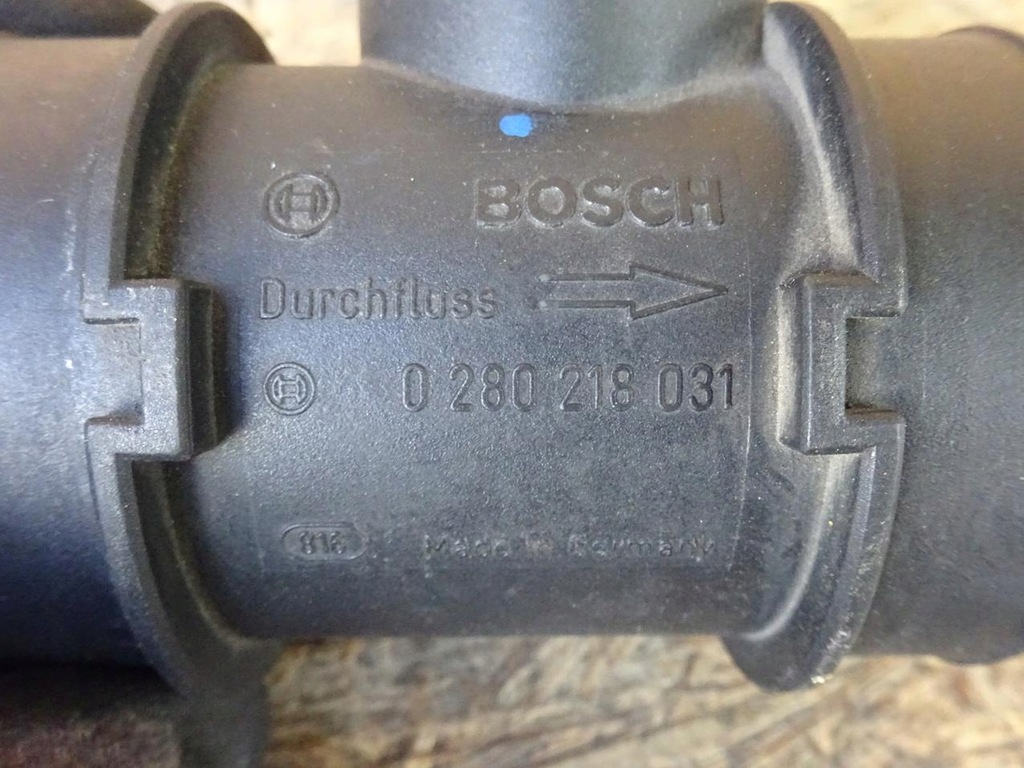 BOSCH
Durchfluss
0 280 218 031
816 Made in Germany